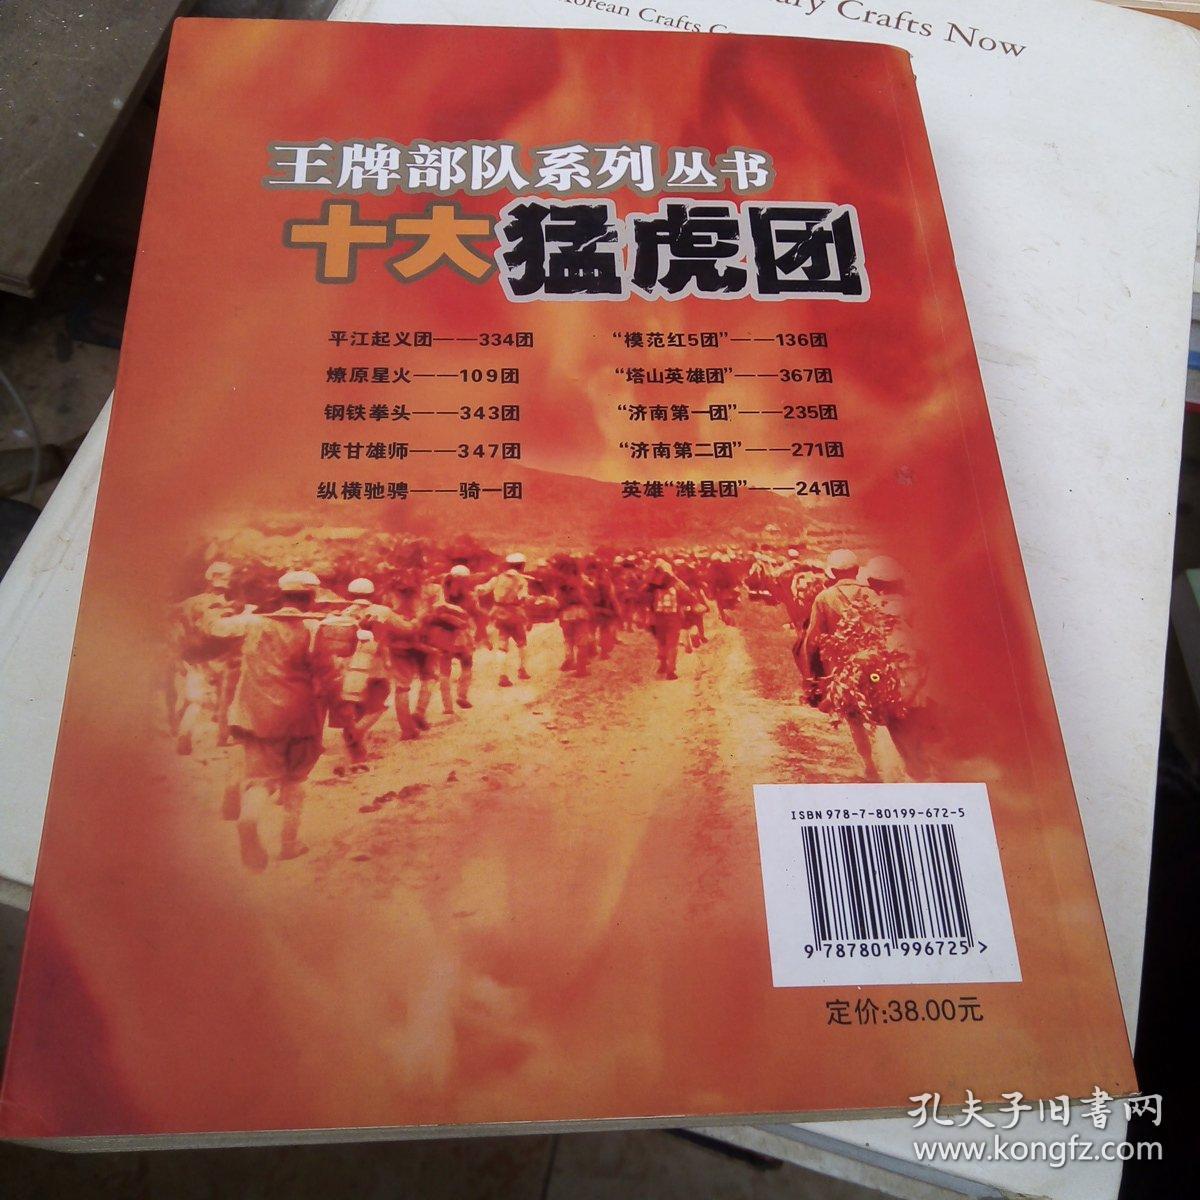 ary Crafts Now
Korean Crafts
王牌部队系列丛书
十大猛虎团
平江起义团——334团
燎原星火——109团
钢铁拳头——343团
陕甘雄师——347团
纵横驰骋——骑一团
“模范红5团”——136团
“塔山英雄团”——367团
“济南第一团”——235团
“济南第二团”——271团
英雄“潍县团”——241团
ISBN 978-7-80199-672-5
9 787801 996725 >
定价:38.00元
孔夫子旧書网
www.kongfz.com